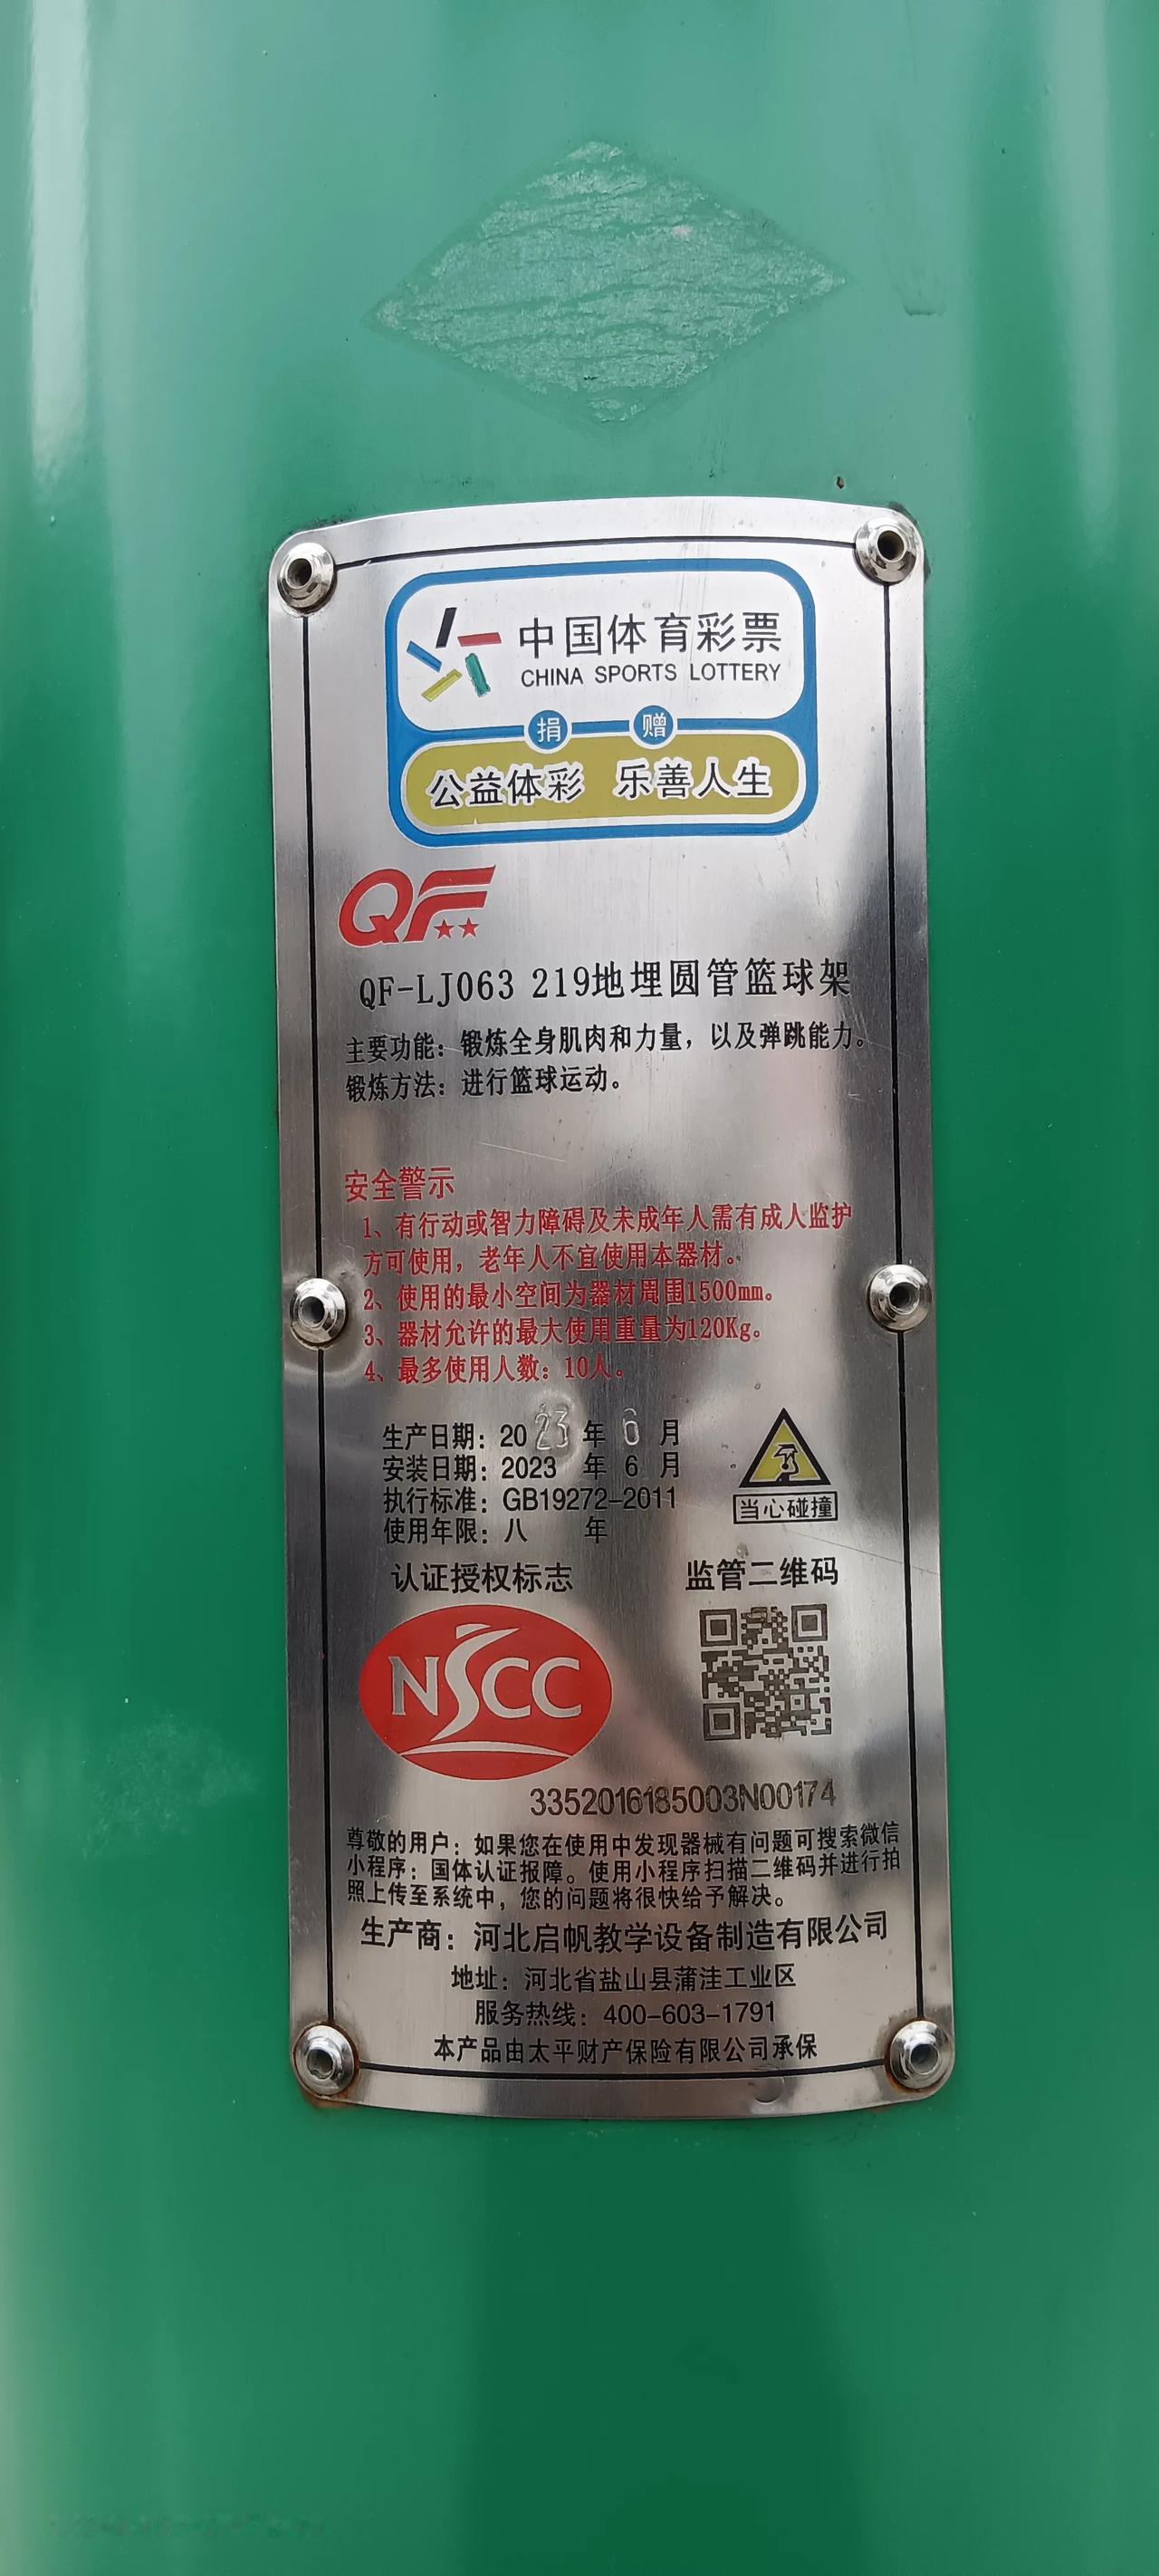 中国体育彩票
CHINA SPORTS LOTTERY
捐 赠
公益体彩 乐善人生
QF
QF-LJ063 219地埋圆管篮球架
主要功能：锻炼全身肌肉和力量，以及弹跳能力。
锻炼方法：进行篮球运动。
安全警示
1、有行动或智力障碍及未成年人需有成人监护
方可使用，老年人不宜使用本器材。
2、使用的最小空间为器材周围1500mm。
3、器材允许的最大使用重量为120Kg。
4、最多使用人数：10人。
生产日期：2023年6月
安装日期：2023 年 6 月
执行标准：GB19272-2011
使用年限：八 年
当心碰撞
认证授权标志
监管二维码
NSCC
3352016185003N00174
尊敬的用户：如果您在使用中发现器械有问题可搜索微信
小程序：国体认证报障。使用小程序扫描二维码并进行拍
照上传至系统中，您的问题将很快给予解决。
生产商：河北启帆教学设备制造有限公司
地址：河北省盐山县蒲洼工业区
服务热线：400-603-1791
本产品由太平财产保险有限公司承保